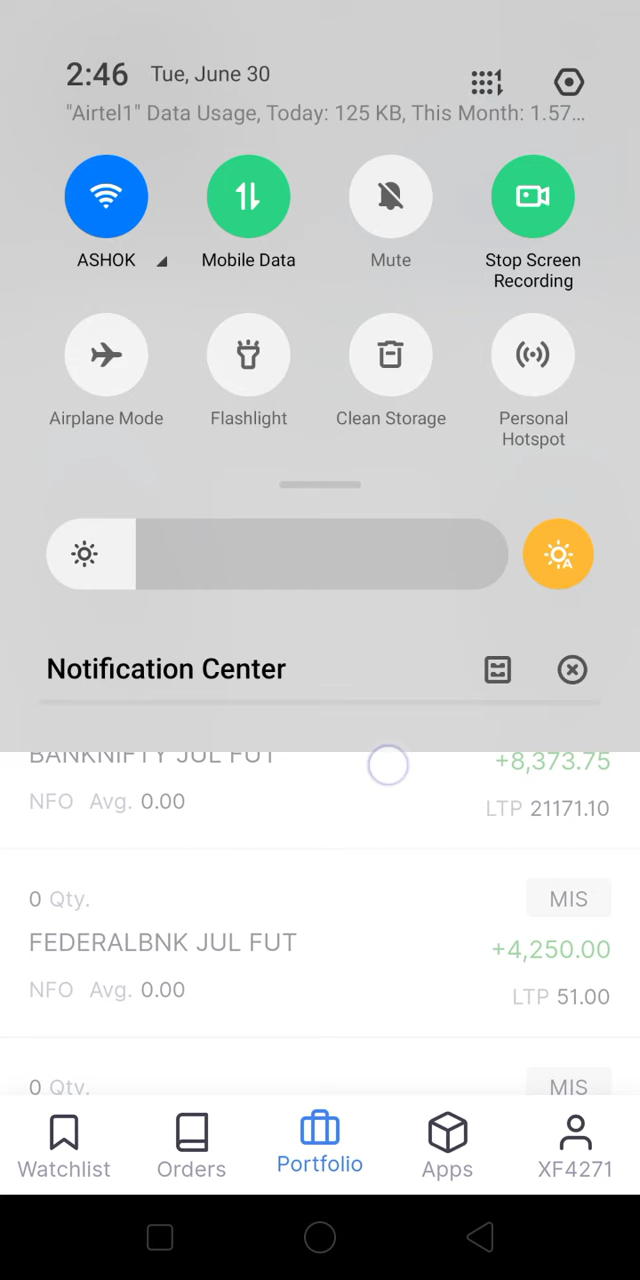 2:46 Tue, June 30
"Airtel1" Data Usage, Today: 125 KB, This Month: 1.57...
ASHOK Mobile Data Mute Stop Screen
Recording
Airplane Mode Flashlight Clean Storage Personal
Hotspot
Notification Center
BANKNIFTY JUL FUT +8,373.75
NFO Avg. 0.00 LTP 21171.10
0 Qty. MIS
FEDERALBNK JUL FUT +4,250.00
NFO Avg. 0.00 LTP 51.00
0 Qty. MIS
Watchlist Orders Portfolio Apps XF4271